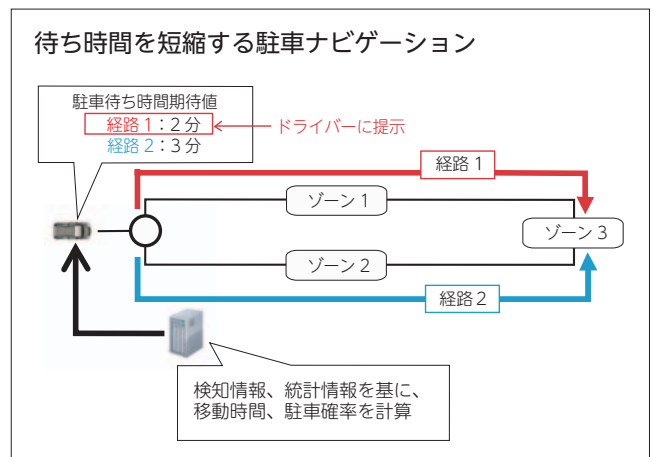 待ち時間を短縮する駐車ナビゲーション
駐車待ち時間期待値
経路 1：2 分
ドライバーに提示
経路 2：3 分
経路 1
ゾーン 1
ゾーン 3
ゾーン 2
経路 2
検知情報、統計情報を基に、
移動時間、駐車確率を計算